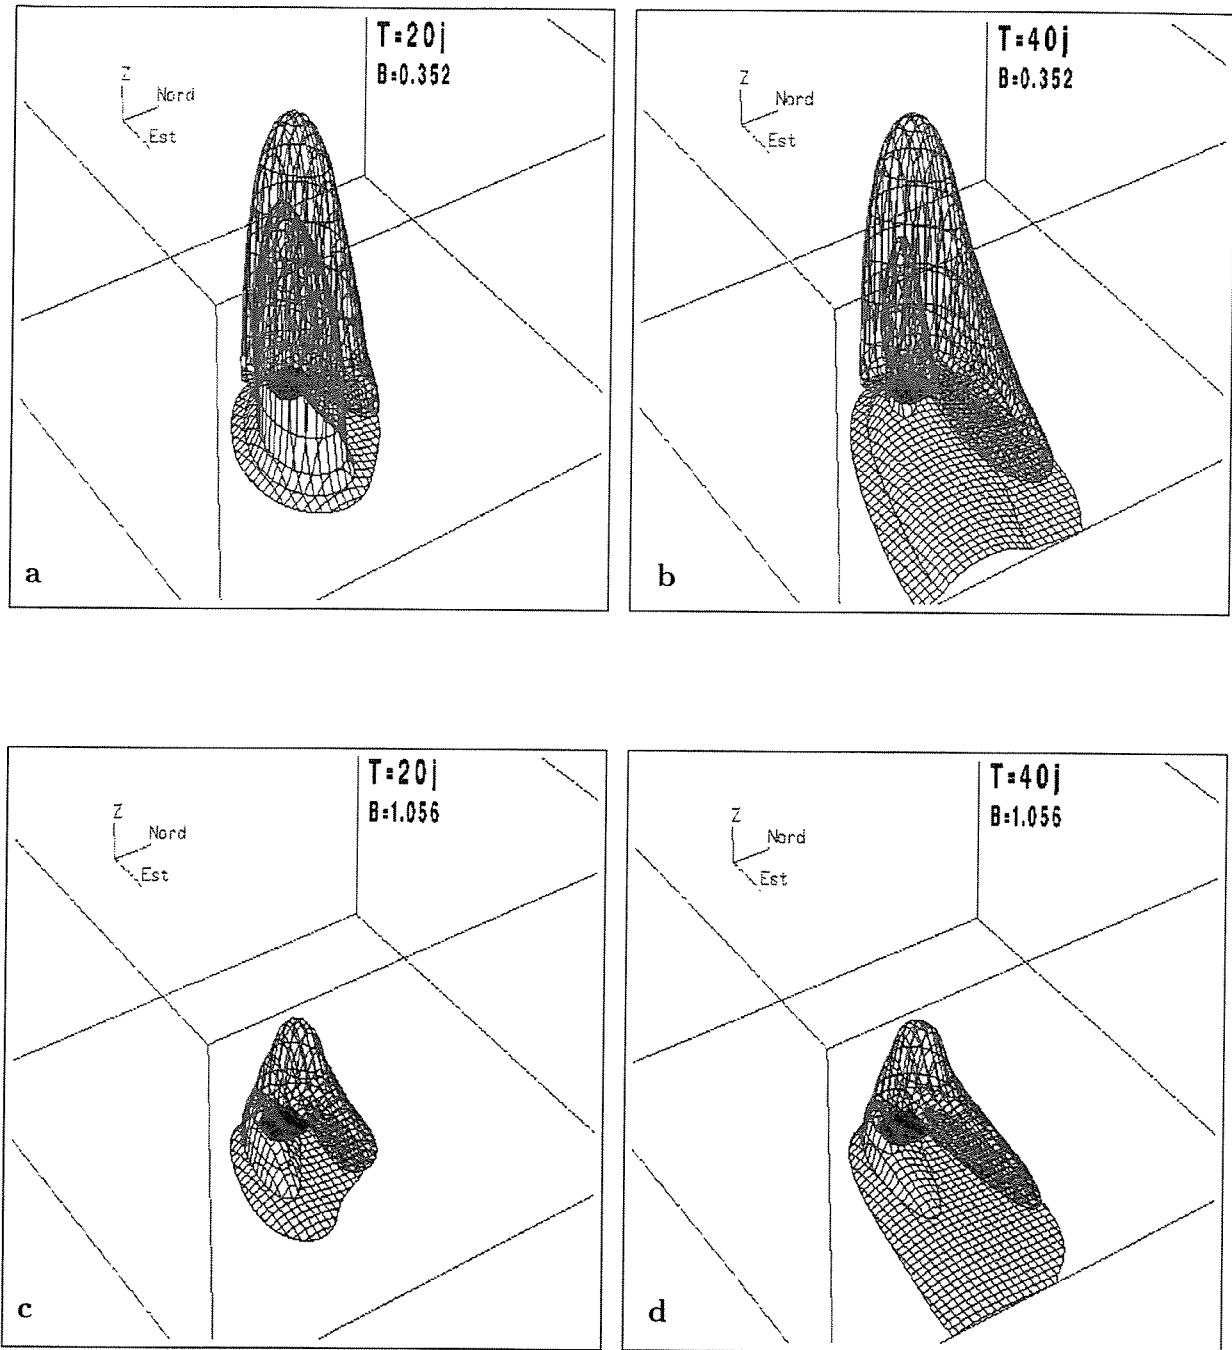 T=20j
B=0.352
Z
Nord
Est
a
T=40j
B=0.352
Z
Nord
Est
b
T=20j
B=1.056
Z
Nord
Est
c
T=40j
B=1.056
Z
Nord
Est
d